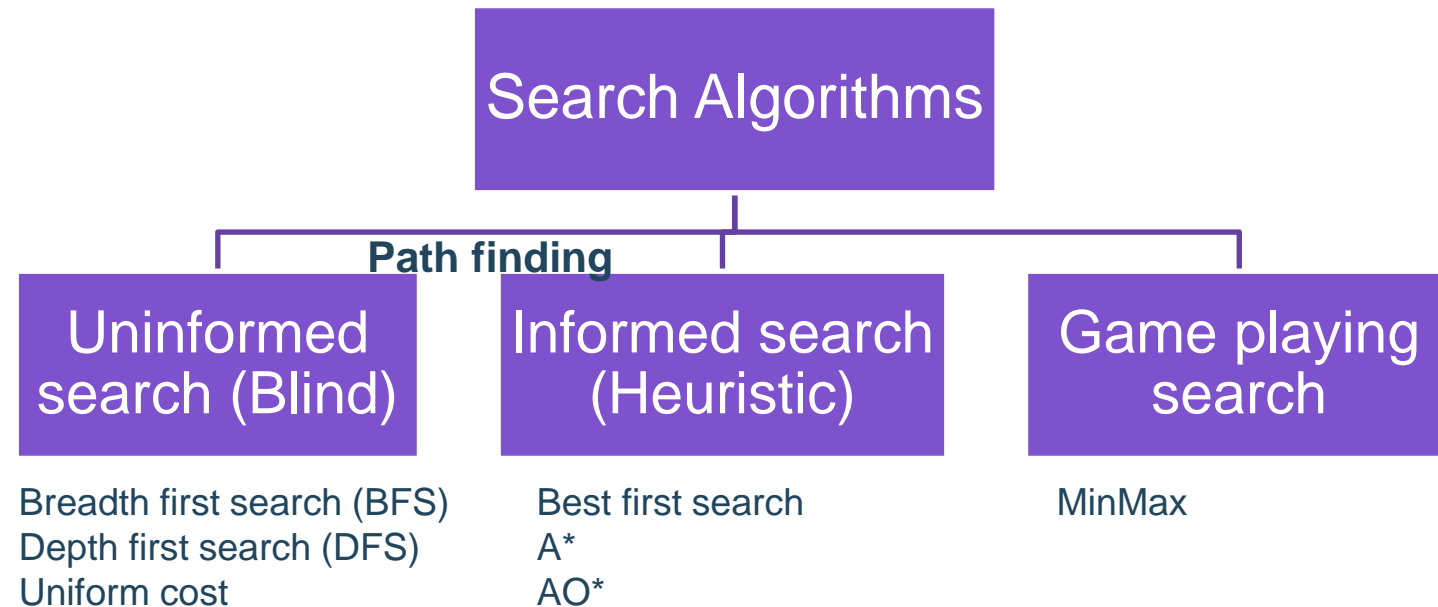 Search Algorithms
Path finding
Uninformed
search (Blind)
Informed search
(Heuristic)
Game playing
search
Breadth first search (BFS)
Depth first search (DFS)
Uniform cost
Best first search
A*
AO*
MinMax